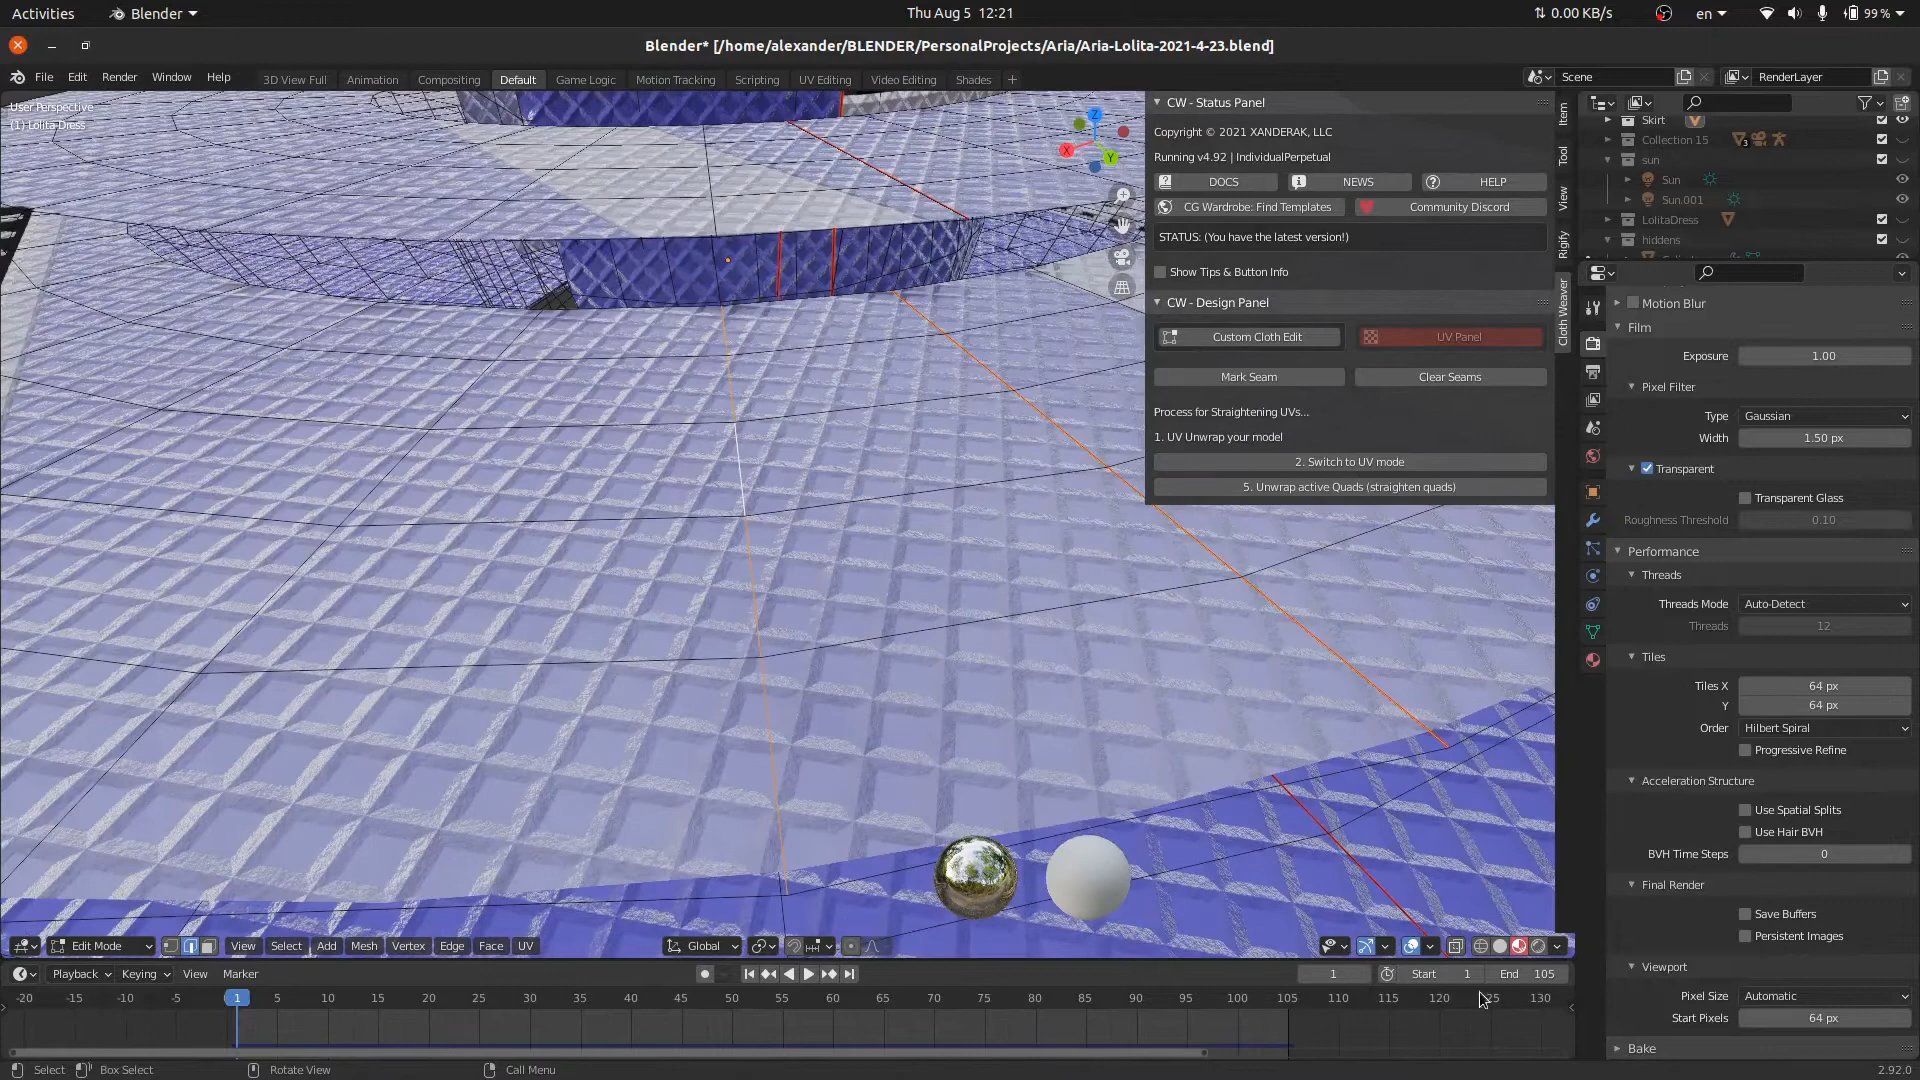 Activities Blender Thu Aug 5 12:21 0.00 KB/s en 99 %
Blender* [/home/alexander/BLENDER/PersonalProjects/Aria/Aria-Lolita-2021-4-23.blend]
File Edit Render Window Help 3D View Full Animation Compositing Default Game Logic Motion Tracking Scripting UV Editing Video Editing Shades + Scene RenderLayer
User Perspective
(1) Lolita Dress
Z
X
Y
CW - Status Panel
Copyright © 2021 XANDERAK, LLC
Running v4.92 | IndividualPerpetual
DOCS NEWS HELP
CG Wardrobe: Find Templates Community Discord
STATUS: (You have the latest version!)
Show Tips & Button Info
CW - Design Panel
Custom Cloth Edit UV Panel
Mark Seam Clear Seams
Process for Straightening UVs...
1. UV Unwrap your model
2. Switch to UV mode
5. Unwrap active Quads (straighten quads)
Item
Tool
View
Rigify
Cloth Weaver
Skirt
Collection 15 3
sun
Sun
Sun.001
LolitaDress
hiddens
Motion Blur
Film
Exposure 1.00
Pixel Filter
Type Gaussian
Width 1.50 px
Transparent
Transparent Glass
Roughness Threshold 0.10
Performance
Threads
Threads Mode Auto-Detect
Threads 12
Tiles
Tiles X 64 px
Y 64 px
Order Hilbert Spiral
Progressive Refine
Acceleration Structure
Use Spatial Splits
Use Hair BVH
BVH Time Steps 0
Final Render
Save Buffers
Persistent Images
Viewport
Pixel Size Automatic
Start Pixels 64 px
Bake
Edit Mode View Select Add Mesh Vertex Edge Face UV Global
Playback Keying View Marker 1 Start 1 End 105
-20 -15 -10 -5 1 5 10 15 20 25 30 35 40 45 50 55 60 65 70 75 80 85 90 95 100 105 110 115 120 125 130
Select Box Select Rotate View Call Menu 2.92.0